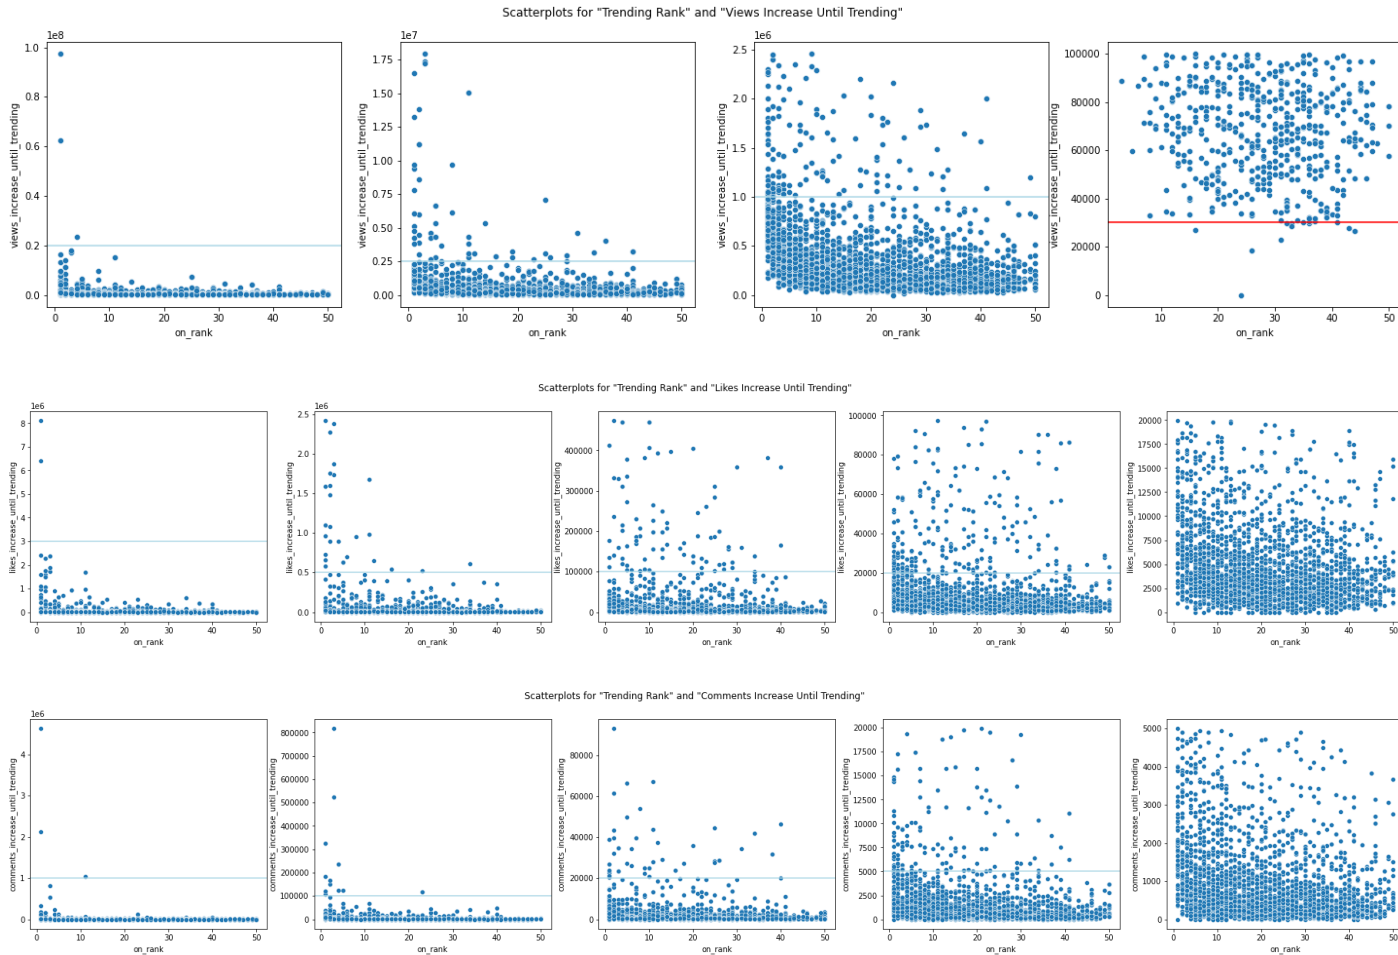 Scatterplots for "Trending Rank" and "Views Increase Until Trending"
1e8
views_increase_until_trending
1.0
0.8
0.6
0.4
0.2
0.0
0 10 20 30 40 50
on_rank
1e7
views_increase_until_trending
1.75
1.50
1.25
1.00
0.75
0.50
0.25
0.00
0 10 20 30 40 50
on_rank
1e6
views_increase_until_trending
2.5
2.0
1.5
1.0
0.5
0.0
0 10 20 30 40 50
on_rank
views_increase_until_trending
100000
80000
60000
40000
20000
0
10 20 30 40 50
on_rank
Scatterplots for "Trending Rank" and "Likes Increase Until Trending"
1e6
likes_increase_until_trending
8
7
6
5
4
3
2
1
0
0 10 20 30 40 50
on_rank
1e6
likes_increase_until_trending
2.5
2.0
1.5
1.0
0.5
0.0
0 10 20 30 40 50
on_rank
likes_increase_until_trending
400000
300000
200000
100000
0
0 10 20 30 40 50
on_rank
likes_increase_until_trending
100000
80000
60000
40000
20000
0
0 10 20 30 40 50
on_rank
likes_increase_until_trending
20000
17500
15000
12500
10000
7500
5000
2500
0
0 10 20 30 40 50
on_rank
Scatterplots for "Trending Rank" and "Comments Increase Until Trending"
1e6
comments_increase_until_trending
4
3
2
1
0
0 10 20 30 40 50
on_rank
comments_increase_until_trending
800000
700000
600000
500000
400000
300000
200000
100000
0
0 10 20 30 40 50
on_rank
comments_increase_until_trending
80000
60000
40000
20000
0
0 10 20 30 40 50
on_rank
comments_increase_until_trending
20000
17500
15000
12500
10000
7500
5000
2500
0
0 10 20 30 40 50
on_rank
comments_increase_until_trending
5000
4000
3000
2000
1000
0
0 10 20 30 40 50
on_rank